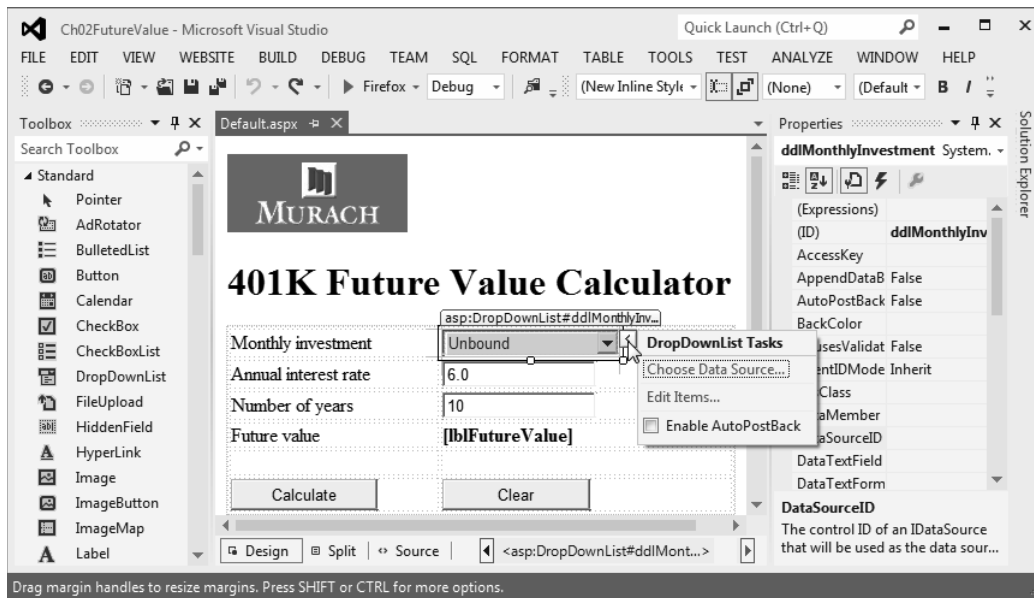 Ch02FutureValue - Microsoft Visual Studio
Quick Launch (Ctrl+Q)
FILE EDIT VIEW WEBSITE BUILD DEBUG TEAM SQL FORMAT TABLE TOOLS TEST ANALYZE WINDOW HELP
Firefox Debug (New Inline Style (None) (Default B I
Toolbox
Search Toolbox
Standard
Pointer
AdRotator
BulletedList
Button
Calendar
CheckBox
CheckBoxList
DropDownList
FileUpload
HiddenField
HyperLink
Image
ImageButton
ImageMap
A Label
Default.aspx
MURACH
401K Future Value Calculator
asp:DropDownList#ddlMonthlyInv...
Monthly investment Unbound
Annual interest rate 6.0
Number of years 10
Future value [lblFutureValue]
Calculate Clear
DropDownList Tasks
Choose Data Source...
Edit Items...
Enable AutoPostBack
Design Split Source <asp:DropDownList#ddlMont...>
Properties
ddlMonthlyInvestment System.
(Expressions)
(ID) ddlMonthlyInv
AccessKey
AppendDataB False
AutoPostBack False
BackColor
usesValidat False
entIDMode Inherit
Class
aMember
aSourceID
DataTextField
DataTextForm
DataSourceID
The control ID of an IDataSource
that will be used as the data sour...
Solution Explorer
Drag margin handles to resize margins. Press SHIFT or CTRL for more options.